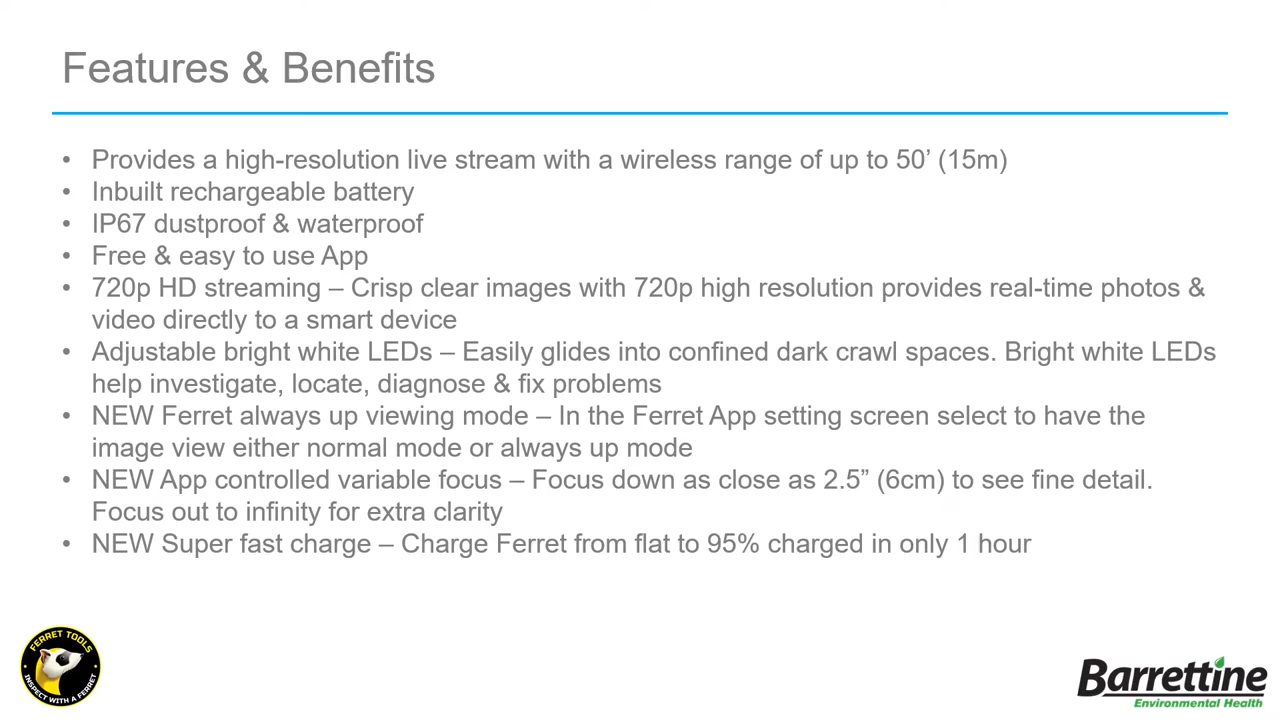 Features & Benefits
• Provides a high-resolution live stream with a wireless range of up to 50’ (15m)
• Inbuilt rechargeable battery
• IP67 dustproof & waterproof
• Free & easy to use App
• 720p HD streaming – Crisp clear images with 720p high resolution provides real-time photos &
video directly to a smart device
• Adjustable bright white LEDs – Easily glides into confined dark crawl spaces. Bright white LEDs
help investigate, locate, diagnose & fix problems
• NEW Ferret always up viewing mode – In the Ferret App setting screen select to have the
image view either normal mode or always up mode
• NEW App controlled variable focus – Focus down as close as 2.5” (6cm) to see fine detail.
Focus out to infinity for extra clarity
• NEW Super fast charge – Charge Ferret from flat to 95% charged in only 1 hour
FERRET TOOLS
INSPECT WITH A FERRET
Barrettine
Environmental Health